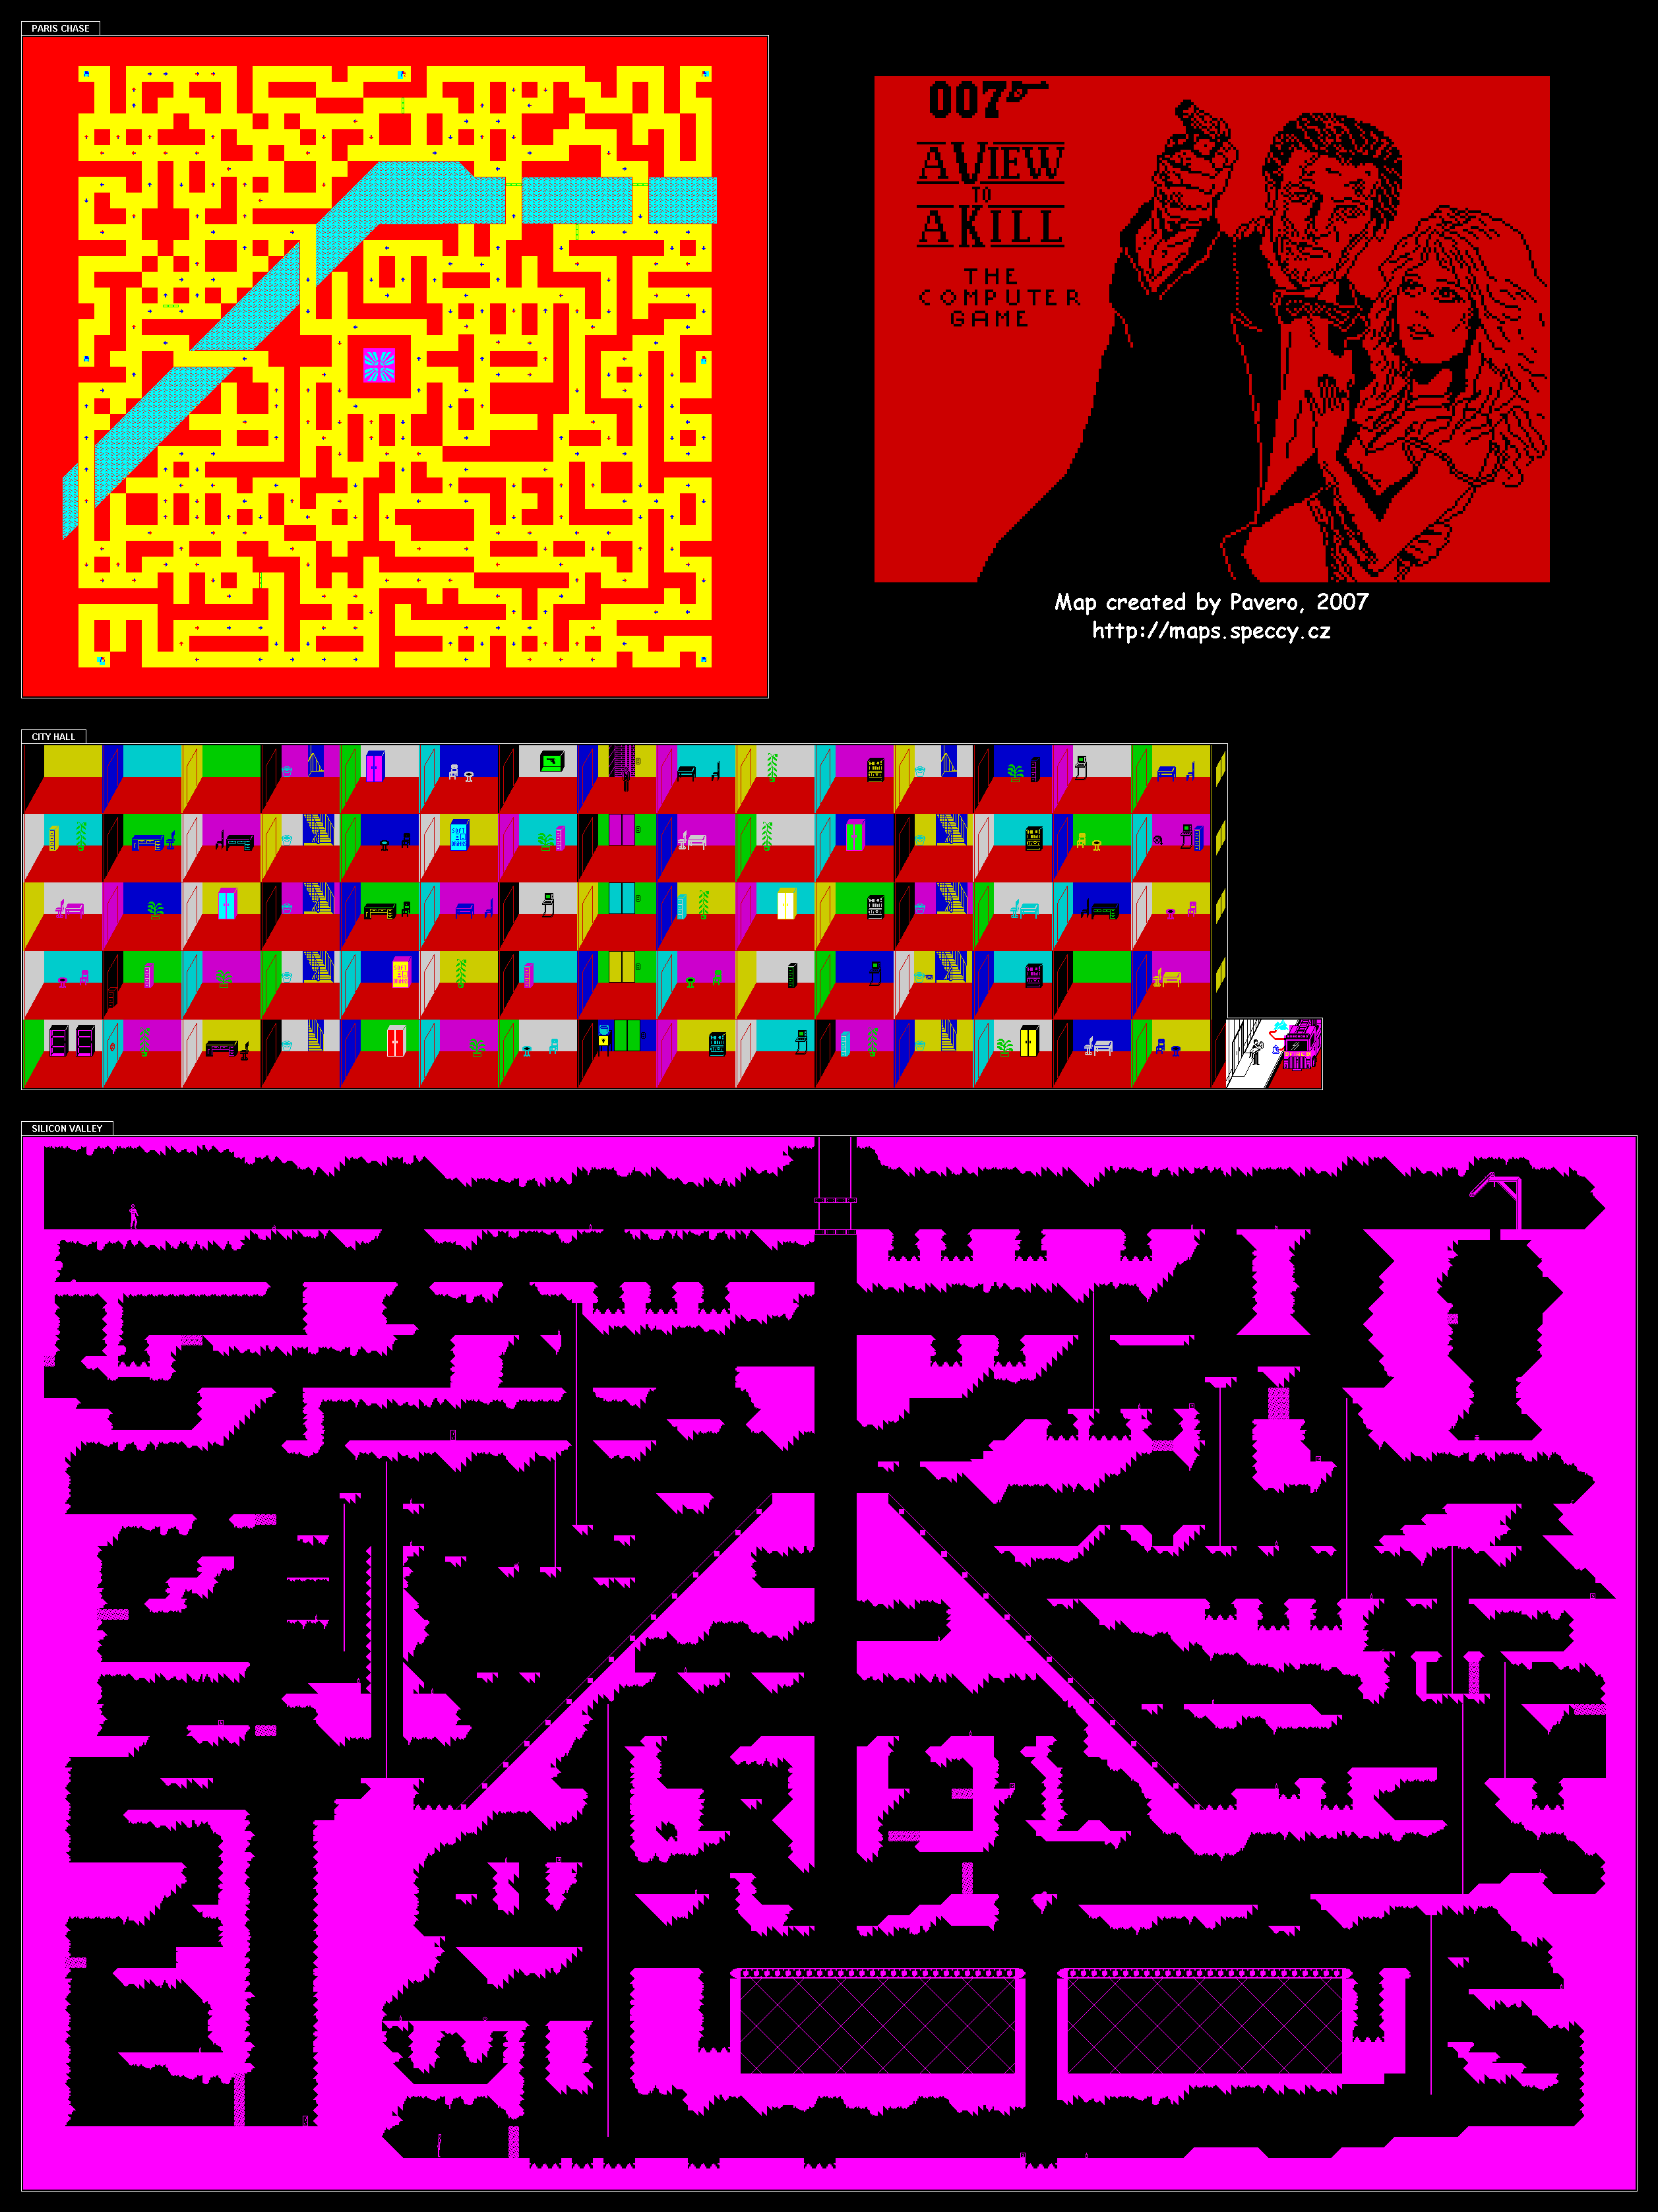 PARIS CHASE
007
A VIEW
TO
A KILL
THE
COMPUTER
GAME
Map created by Pavero, 2007
http://maps.speccy.cz
CITY HALL
SILICON VALLEY